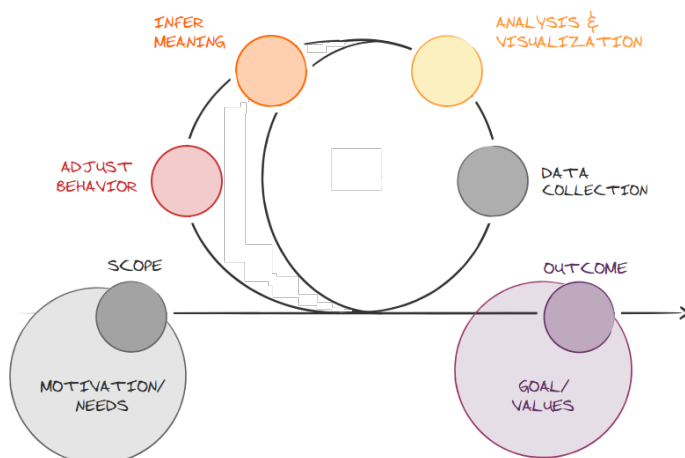 INFER
MEANING
ANALYSIS &
VISUALIZATION
ADJUST
BEHAVIOR
DATA
COLLECTION
SCOPE
OUTCOME
MOTIVATION/
NEEDS
GOAL/
VALUES